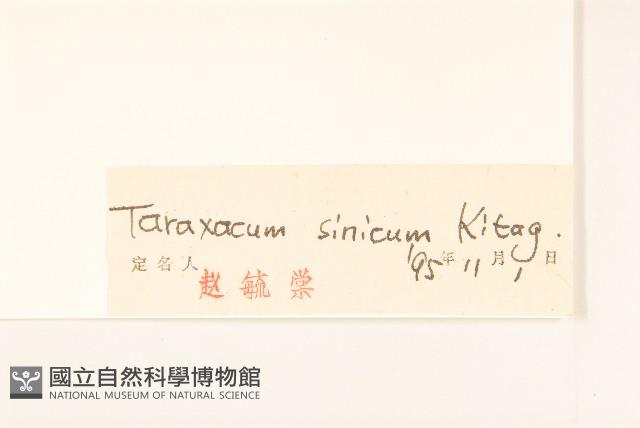 Taraxacum sinicum Kitag.
定名人 赵毓棠 '95年11月1日
國立自然科學博物館
NATIONAL MUSEUM OF NATURAL SCIENCE